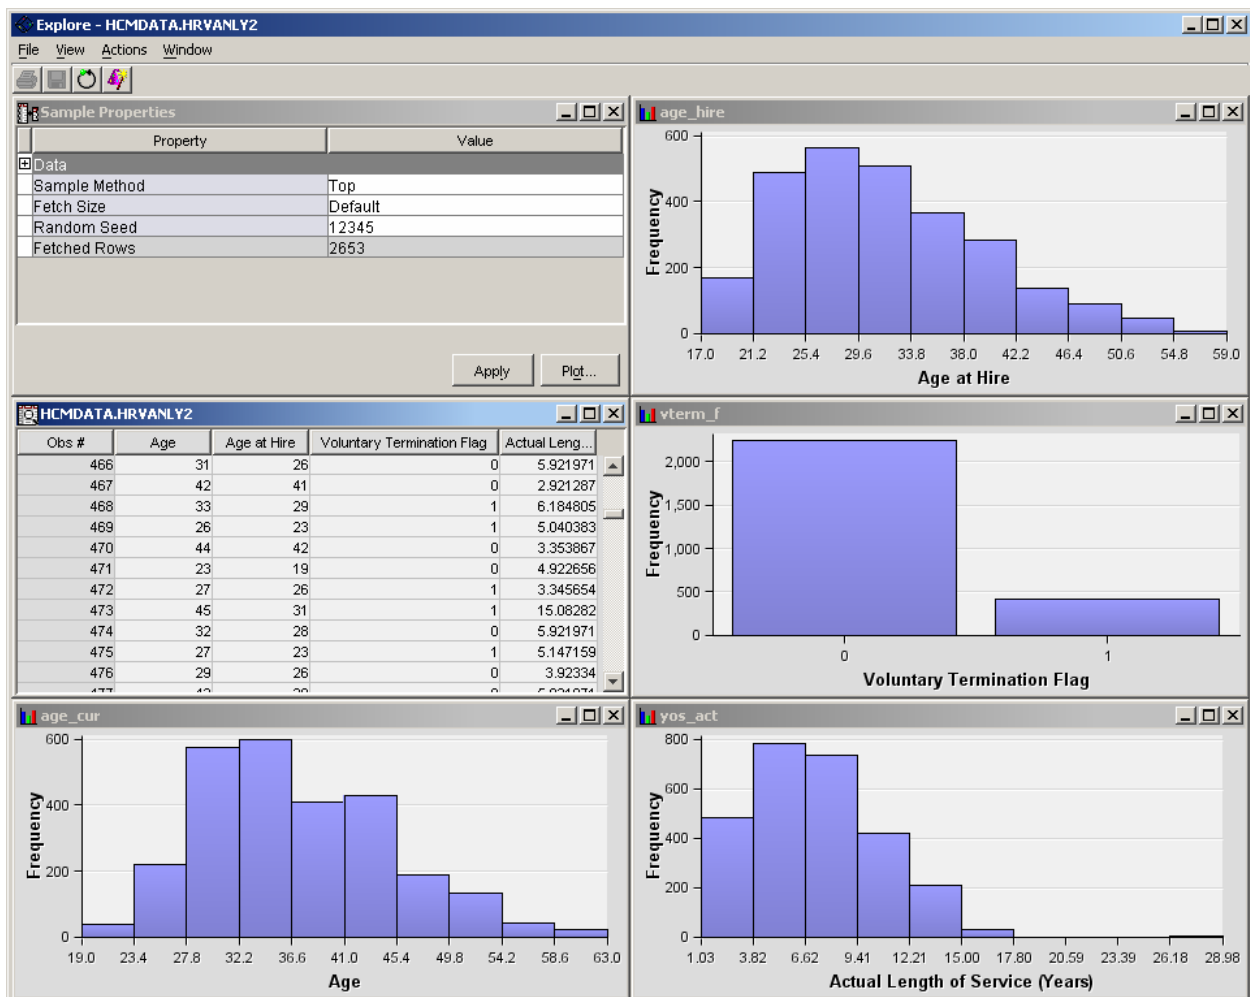 Explore - HCMDATA.HRVANLY2
File View Actions Window
Sample Properties
Property Value
Data
Sample Method Top
Fetch Size Default
Random Seed 12345
Fetched Rows 2653
Apply Plot...
age_hire
600
400
200
0
Frequency
17.0 21.2 25.4 29.6 33.8 38.0 42.2 46.4 50.6 54.8 59.0
Age at Hire
HCMDATA.HRVANLY2
Obs # Age Age at Hire Voluntary Termination Flag Actual Leng...
466 31 26 0 5.921971
467 42 41 0 2.921287
468 33 29 1 6.184805
469 26 23 1 5.040383
470 44 42 0 3.353867
471 23 19 0 4.922656
472 27 26 1 3.345654
473 45 31 1 15.08282
474 32 28 0 5.921971
475 27 23 1 5.147159
476 29 26 0 3.92334
vterm_f
2,000
1,500
1,000
500
0
Frequency
0 1
Voluntary Termination Flag
age_cur
600
400
200
0
Frequency
19.0 23.4 27.8 32.2 36.6 41.0 45.4 49.8 54.2 58.6 63.0
Age
yos_act
800
600
400
200
0
Frequency
1.03 3.82 6.62 9.41 12.21 15.00 17.80 20.59 23.39 26.18 28.98
Actual Length of Service (Years)